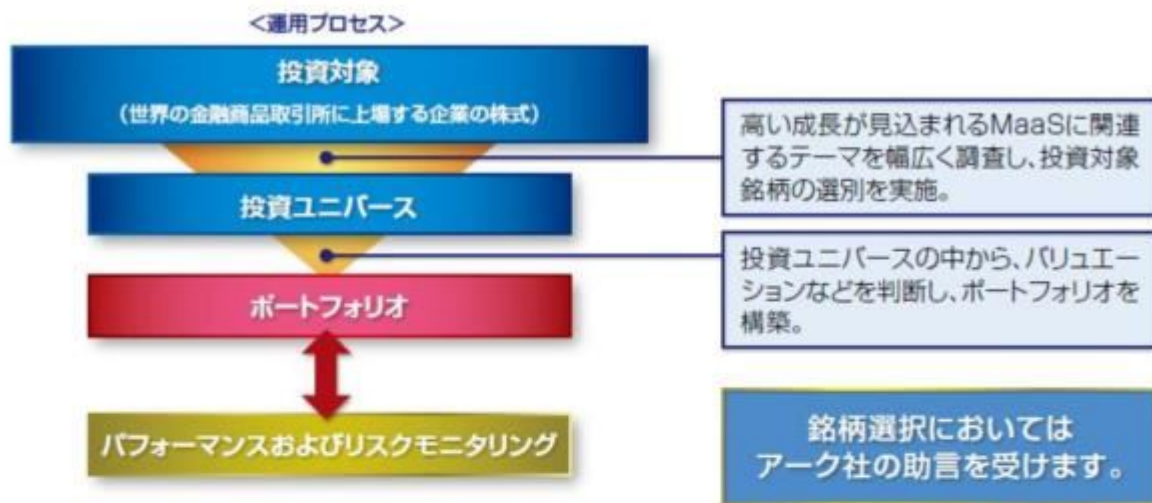 <運用プロセス>
投資対象
(世界の金融商品取引所に上場する企業の株式)
高い成長が見込まれるMaaSに関連
するテーマを幅広く調査し、投資対象
銘柄の選別を実施。
投資ユニバース
投資ユニバースの中から、バリュエー
ションなどを判断し、ポートフォリオを
構築。
ポートフォリオ
パフォーマンスおよびリスクモニタリング
銘柄選択においては
アーク社の助言を受けます。